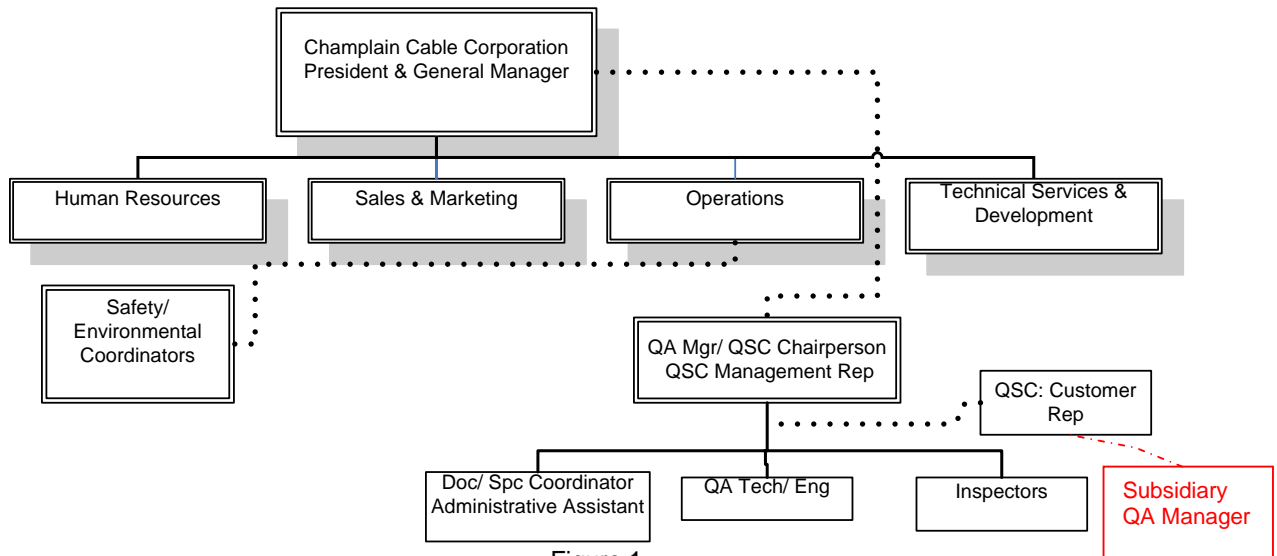 Champlain Cable Corporation
President & General Manager
Human Resources
Sales & Marketing
Operations
Technical Services &
Development
Safety/
Environmental
Coordinators
QA Mgr/ QSC Chairperson
QSC Management Rep
QSC: Customer
Rep
Doc/ Spc Coordinator
Administrative Assistant
QA Tech/ Eng
Inspectors
Subsidiary
QA Manager
Figure 1